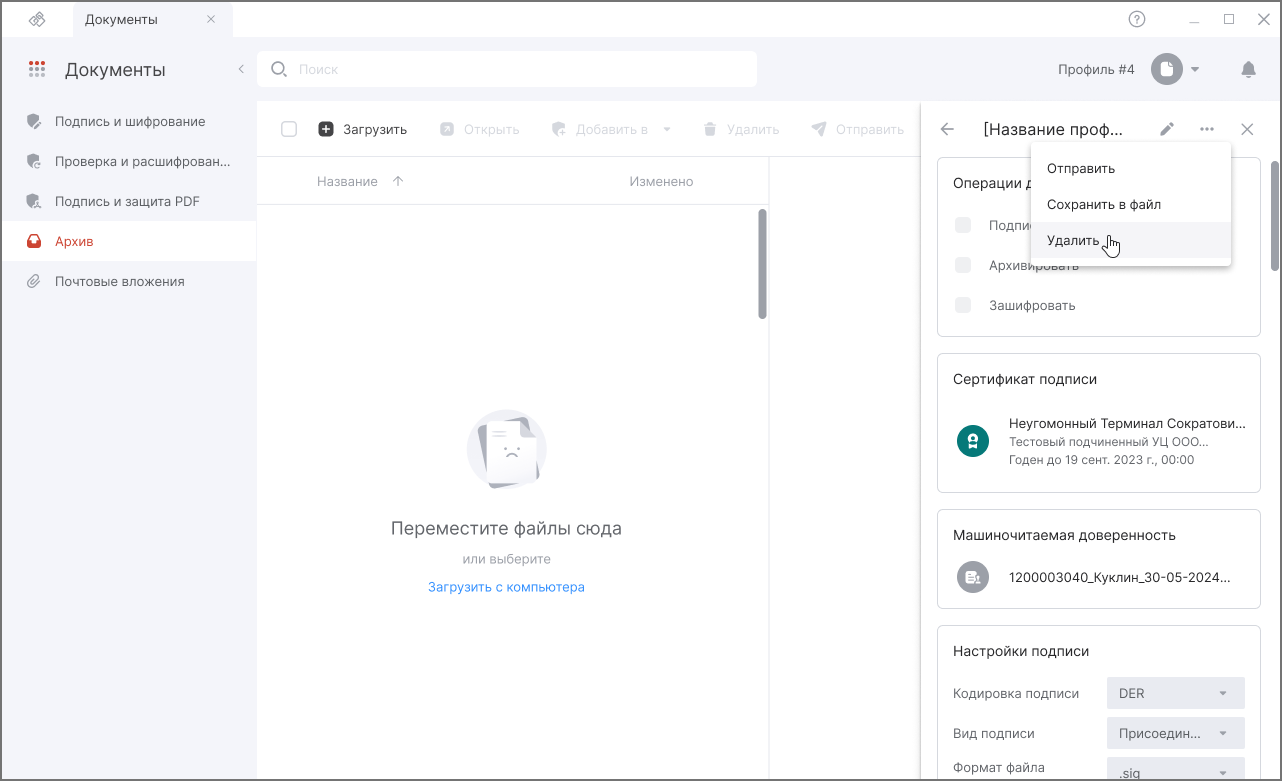 Документы
Документы
Поиск
Профиль #4
Подпись и шифрование
Проверка и расшифрован...
Подпись и защита PDF
Архив
Почтовые вложения
Загрузить
Открыть
Добавить в
Удалить
Отправить
Название
Изменено
Переместите файлы сюда
или выберите
Загрузить с компьютера
[Название проф...
Отправить
Сохранить в файл
Удалить
Операции
Архивировать
Зашифровать
Сертификат подписи
Неугомонный Терминал Сократови...
Тестовый подчиненный УЦ ООО...
Годен до 19 сент. 2023 г., 00:00
Машиночитаемая доверенность
1200003040_Куклин_30-05-2024...
Настройки подписи
Кодировка подписи DER
Вид подписи Присоедин...
Формат файла .sig